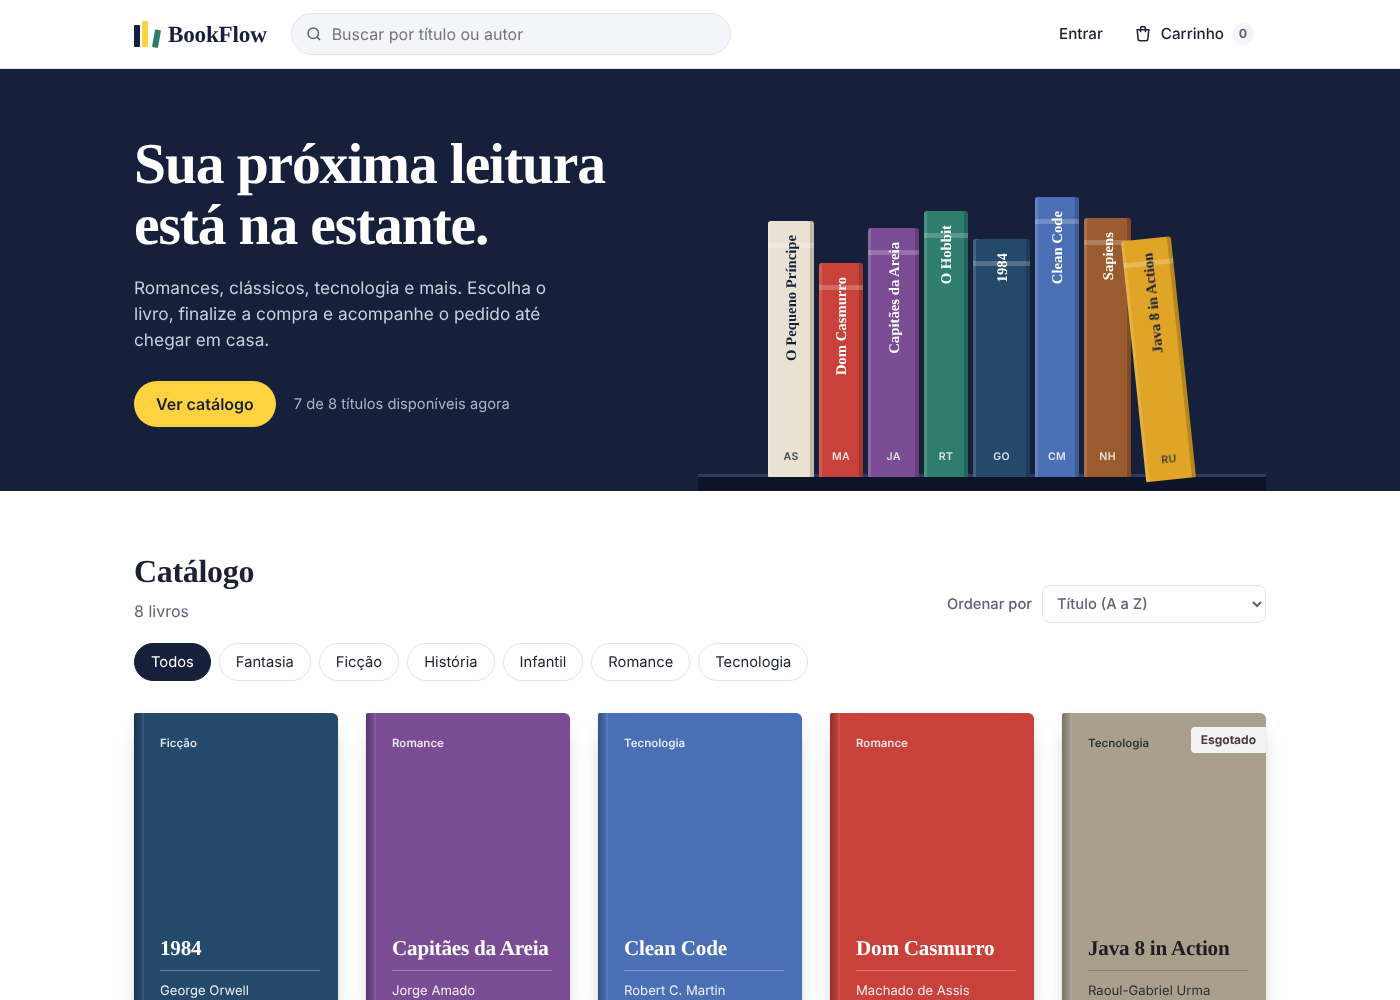 BookFlow
Buscar por título ou autor
Entrar
Carrinho
0
Sua próxima leitura
está na estante.
Romances, clássicos, tecnologia e mais. Escolha o
livro, finalize a compra e acompanhe o pedido até
chegar em casa.
Ver catálogo
7 de 8 títulos disponíveis agora
O Pequeno Príncipe
AS
Dom Casmurro
MA
Capitães da Areia
JA
O Hobbit
RT
1984
GO
Clean Code
CM
Sapiens
NH
Java 8 in Action
RU
Catálogo
8 livros
Ordenar por
Título (A a Z)
Todos
Fantasia
Ficção
História
Infantil
Romance
Tecnologia
Ficção
1984
George Orwell
Romance
Capitães da Areia
Jorge Amado
Tecnologia
Clean Code
Robert C. Martin
Romance
Dom Casmurro
Machado de Assis
Tecnologia
Esgotado
Java 8 in Action
Raoul-Gabriel Urma